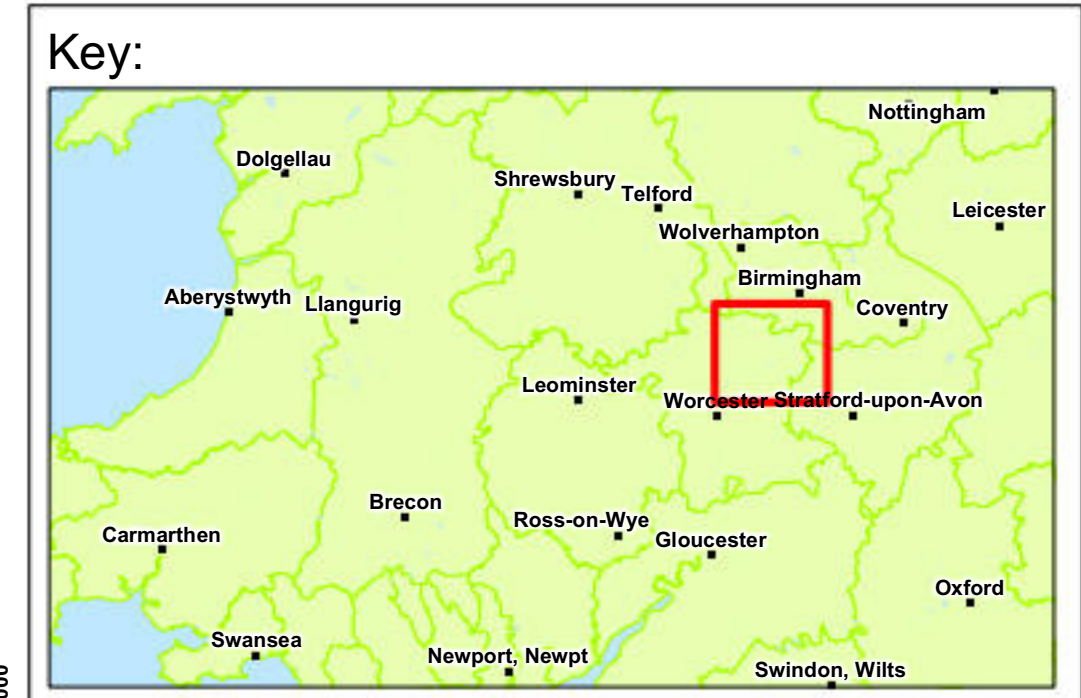 Key:
Nottingham
Dolgellau
Shrewsbury
Telford
Leicester
Wolverhampton
Birmingham
Aberystwyth
Llangurig
Coventry
Leominster
Worcester
Stratford-upon-Avon
Brecon
Ross-on-Wye
Carmarthen
Gloucester
Oxford
Swansea
Newport, Newpt
Swindon, Wilts